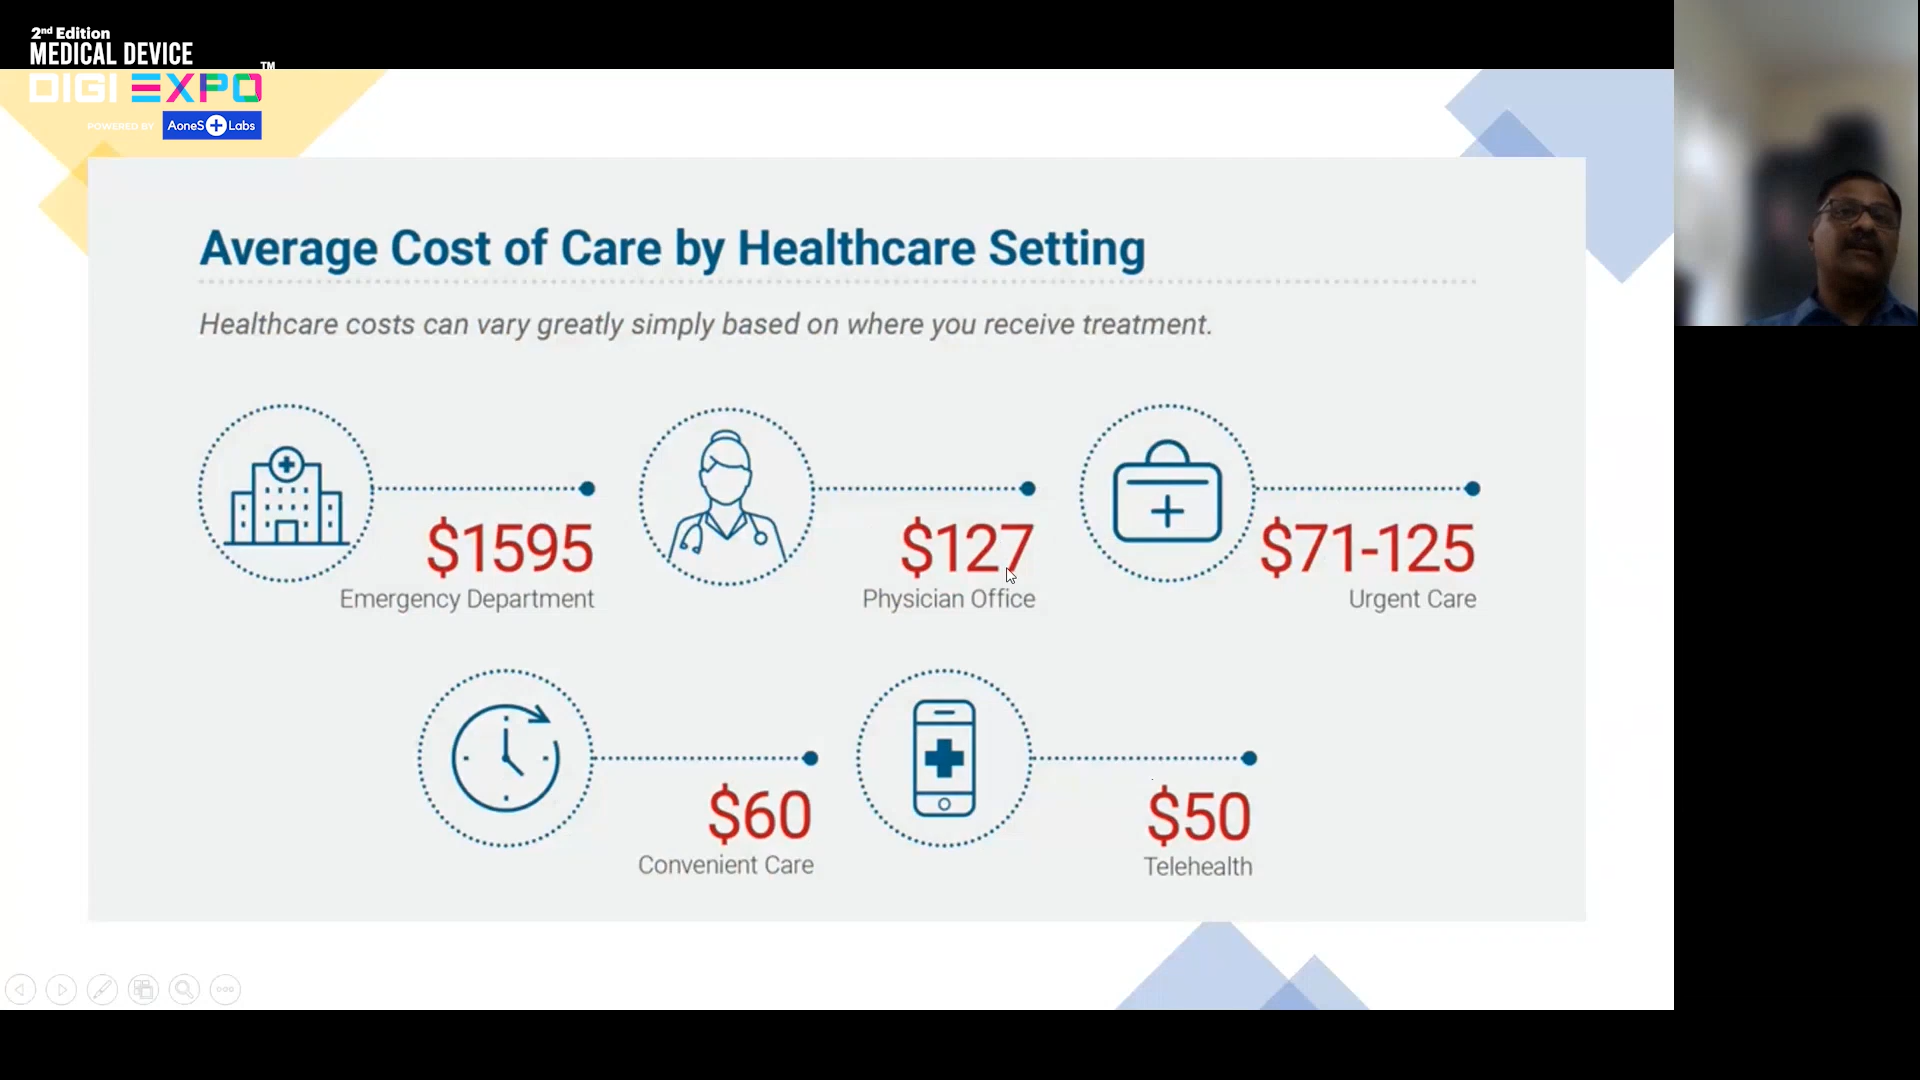 2nd Edition
MEDICAL DEVICE
DIGI EXPO™
POWERED BY AoneS+Labs
Average Cost of Care by Healthcare Setting
Healthcare costs can vary greatly simply based on where you receive treatment.
$1595
Emergency Department
$127
Physician Office
$71-125
Urgent Care
$60
Convenient Care
$50
Telehealth